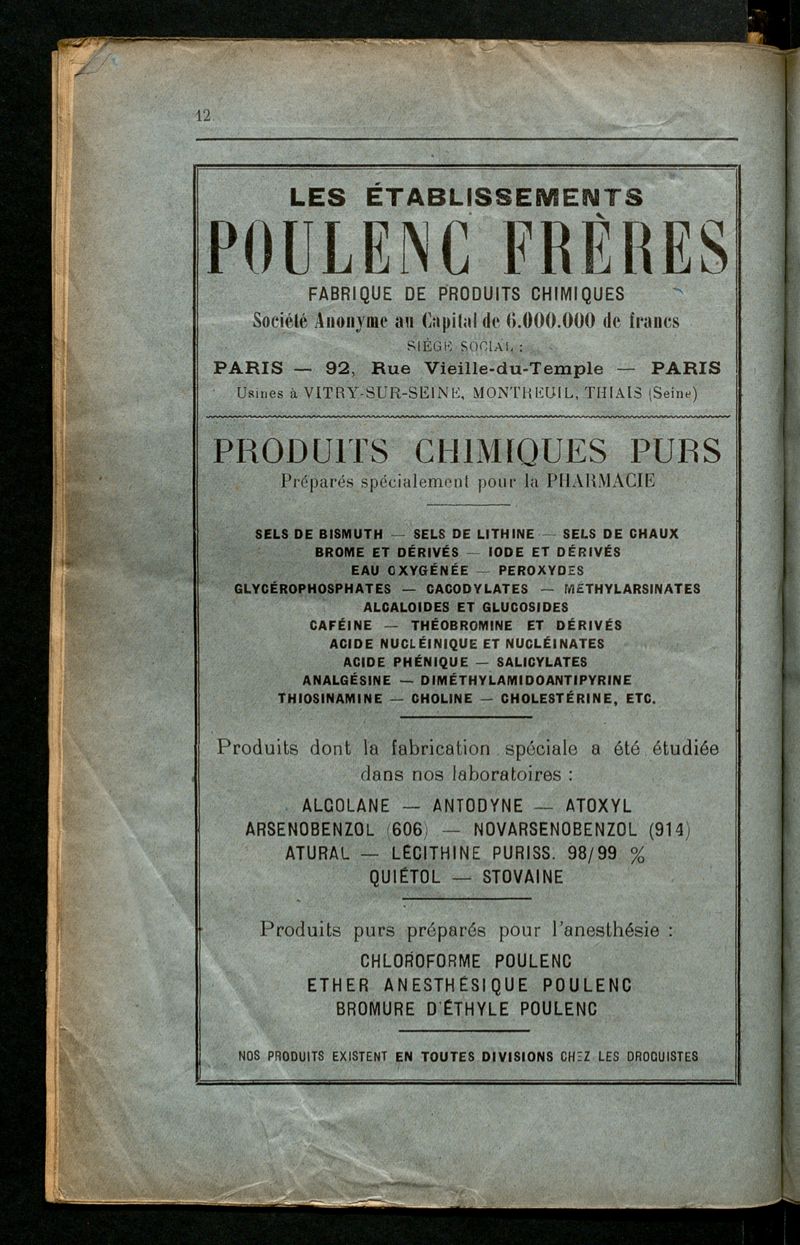 12
LES ÉTABLISSEMENTS
POULENC FRÈRES
FABRIQUE DE PRODUITS CHIMIQUES
Société Anonyme au Capital de 6.000.000 de francs
SIÈGE SOCIAL :
PARIS — 92, Rue Vieille-du-Temple — PARIS
Usines à VITRY-SUR-SEINE, MONTREUIL, THIAIS (Seine)
PRODUITS CHIMIQUES PURS
Préparés spécialement pour la PHARMACIE
SELS DE BISMUTH — SELS DE LITHINE — SELS DE CHAUX
BROME ET DÉRIVÉS — IODE ET DÉRIVÉS
EAU OXYGÉNÉE — PEROXYDES
GLYCÉROPHOSPHATES — CACODYLATES — MÉTHYLARSINATES
ALCALOIDES ET GLUCOSIDES
CAFÉINE — THÉOBROMINE ET DÉRIVÉS
ACIDE NUCLÉINIQUE ET NUCLÉINATES
ACIDE PHÉNIQUE — SALICYLATES
ANALGÉSINE — DIMÉTHYLAMIDOANTIPYRINE
THIOSINAMINE — CHOLINE — CHOLESTÉRINE, ETC.
Produits dont la fabrication spéciale a été étudiée
dans nos laboratoires :
ALGOLANE — ANTODYNE — ATOXYL
ARSENOBENZOL (606) — NOVARSENOBENZOL (914)
ATURAL — LÉCITHINE PURISS. 98/99 %
QUIÉTOL — STOVAINE
Produits purs préparés pour l'anesthésie :
CHLOROFORME POULENC
ETHER ANESTHÉSIQUE POULENC
BROMURE D'ÉTHYLE POULENC
NOS PRODUITS EXISTENT EN TOUTES DIVISIONS CHEZ LES DROGUISTES